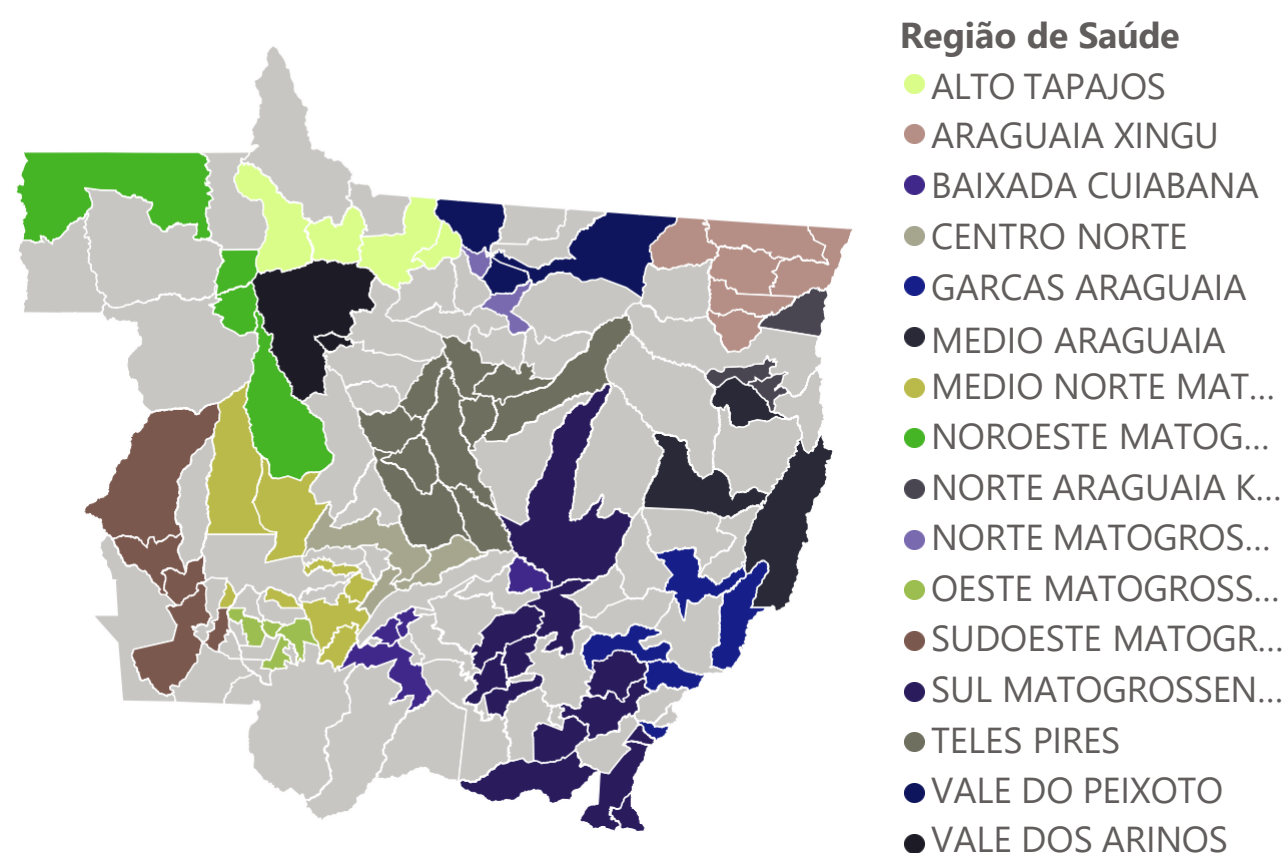 Região de Saúde
ALTO TAPAJOS
ARAGUAIA XINGU
BAIXADA CUIABANA
CENTRO NORTE
GARCAS ARAGUAIA
MEDIO ARAGUAIA
MEDIO NORTE MAT...
NOROESTE MATOG...
NORTE ARAGUAIA K...
NORTE MATOGROS...
OESTE MATOGROSS...
SUDOESTE MATOGR...
SUL MATOGROSSEN...
TELES PIRES
VALE DO PEIXOTO
VALE DOS ARINOS